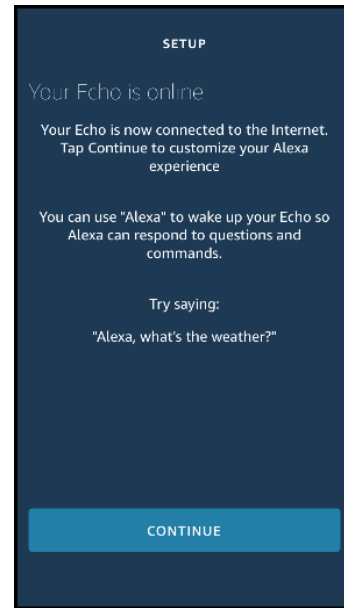 SETUP
Your Echo is online
Your Echo is now connected to the Internet.
Tap Continue to customize your Alexa
experience
You can use "Alexa" to wake up your Echo so
Alexa can respond to questions and
commands.
Try saying:
"Alexa, what's the weather?"
CONTINUE